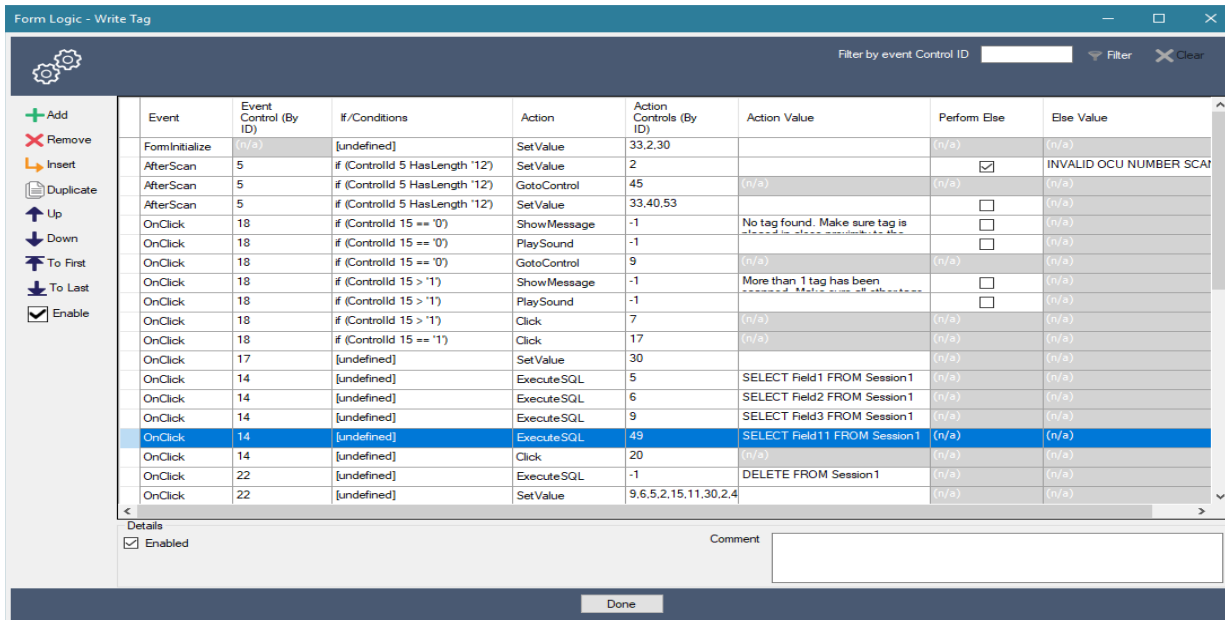 Form Logic - Write Tag
Filter by event Control ID Filter Clear
Add
Remove
Insert
Duplicate
Up
Down
To First
To Last
Enable
Event Event Control (By ID) If/Conditions Action Action Controls (By ID) Action Value Perform Else Else Value
FormInitialize (n/a) [undefined] SetValue 33,2,30 (n/a) (n/a)
AfterScan 5 if (ControlId 5 HasLength '12') SetValue 2 INVALID OCU NUMBER SCAN
AfterScan 5 if (ControlId 5 HasLength '12') GotoControl 45 (n/a) (n/a) (n/a)
AfterScan 5 if (ControlId 5 HasLength '12') SetValue 33,40,53
OnClick 18 if (ControlId 15 == '0') ShowMessage -1 No tag found. Make sure tag is
OnClick 18 if (ControlId 15 == '0') PlaySound -1
OnClick 18 if (ControlId 15 == '0') GotoControl 9 (n/a) (n/a) (n/a)
OnClick 18 if (ControlId 15 > '1') ShowMessage -1 More than 1 tag has been
OnClick 18 if (ControlId 15 > '1') PlaySound -1
OnClick 18 if (ControlId 15 > '1') Click 7 (n/a) (n/a) (n/a)
OnClick 18 if (ControlId 15 == '1') Click 17 (n/a) (n/a) (n/a)
OnClick 17 [undefined] SetValue 30 (n/a) (n/a)
OnClick 14 [undefined] ExecuteSQL 5 SELECT Field1 FROM Session1 (n/a) (n/a)
OnClick 14 [undefined] ExecuteSQL 6 SELECT Field2 FROM Session1 (n/a) (n/a)
OnClick 14 [undefined] ExecuteSQL 9 SELECT Field3 FROM Session1 (n/a) (n/a)
OnClick 14 [undefined] ExecuteSQL 49 SELECT Field11 FROM Session1 (n/a) (n/a)
OnClick 14 [undefined] Click 20 (n/a) (n/a) (n/a)
OnClick 22 [undefined] ExecuteSQL -1 DELETE FROM Session1 (n/a) (n/a)
OnClick 22 [undefined] SetValue 9,6,5,2,15,11,30,2,4 (n/a) (n/a)
Details
Enabled Comment
Done